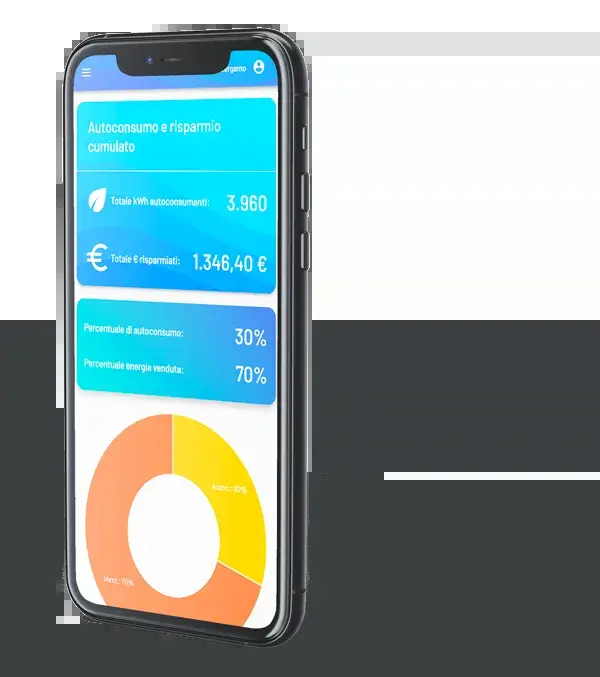 Autoconsumo e risparmio
cumulato
Totale kWh autoconsumanti: 3.960
Totale € risparmiati: 1.346,40 €
Percentuale di autoconsumo: 30%
Percentuale energia venduta: 70%
Autoc.: 30%
Vend.: 70%